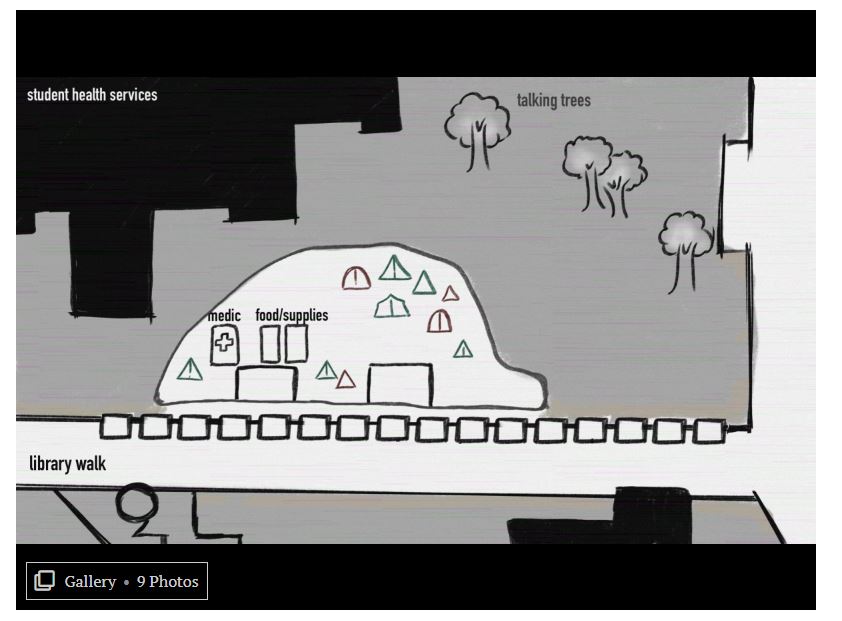 student health services
talking trees
medic
food/supplies
library walk
Gallery • 9 Photos